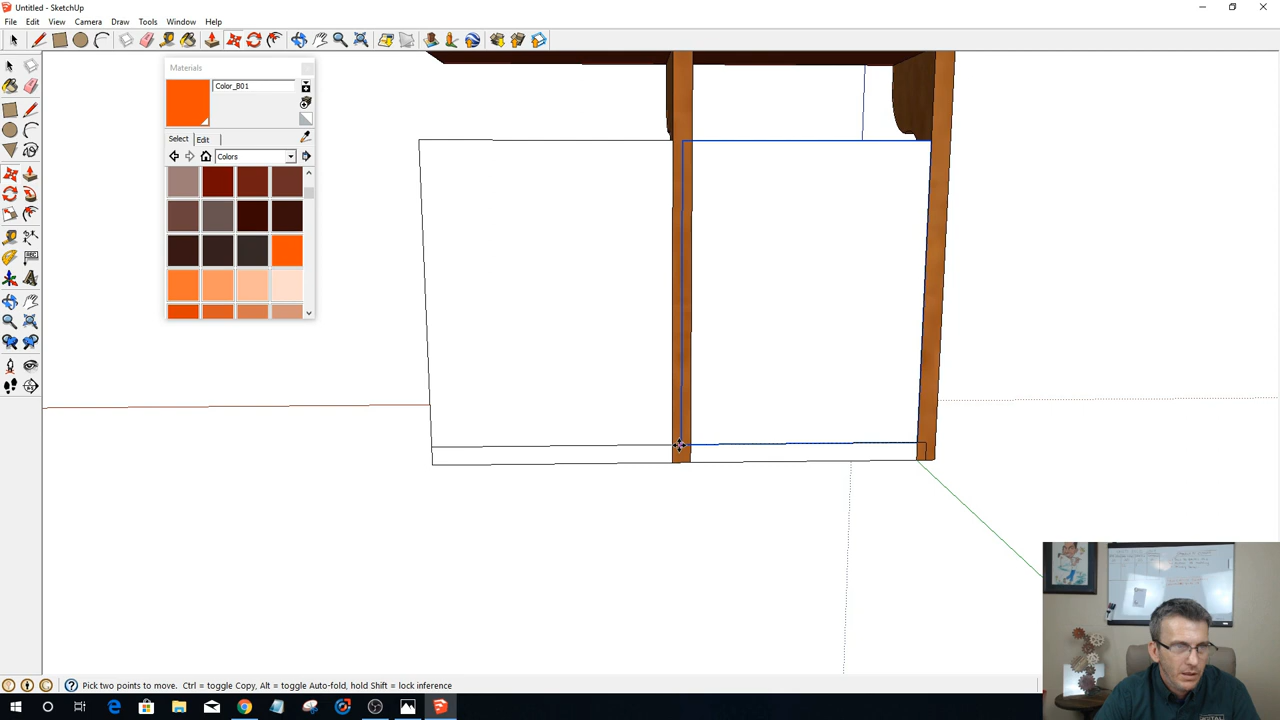 Untitled - SketchUp
File Edit View Camera Draw Tools Window Help
Materials
Color_B01
Select Edit
Colors
Pick two points to move. Ctrl = toggle Copy, Alt = toggle Auto-fold, hold Shift = lock inference